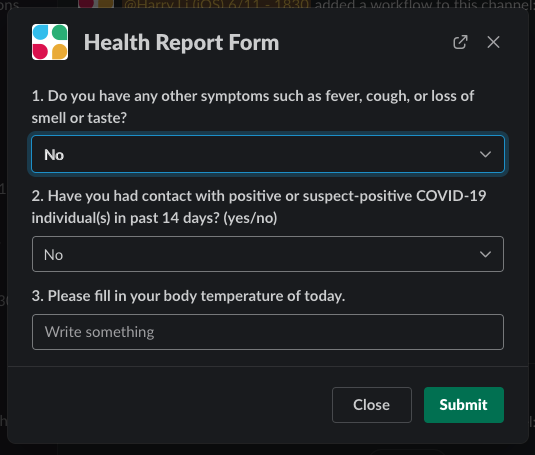 @Harry Li (iOS) 6/11 - 1830 added a workflow to this channel:
Health Report Form
1. Do you have any other symptoms such as fever, cough, or loss of
smell or taste?
No
2. Have you had contact with positive or suspect-positive COVID-19
individual(s) in past 14 days? (yes/no)
No
3. Please fill in your body temperature of today.
Write something
Close
Submit